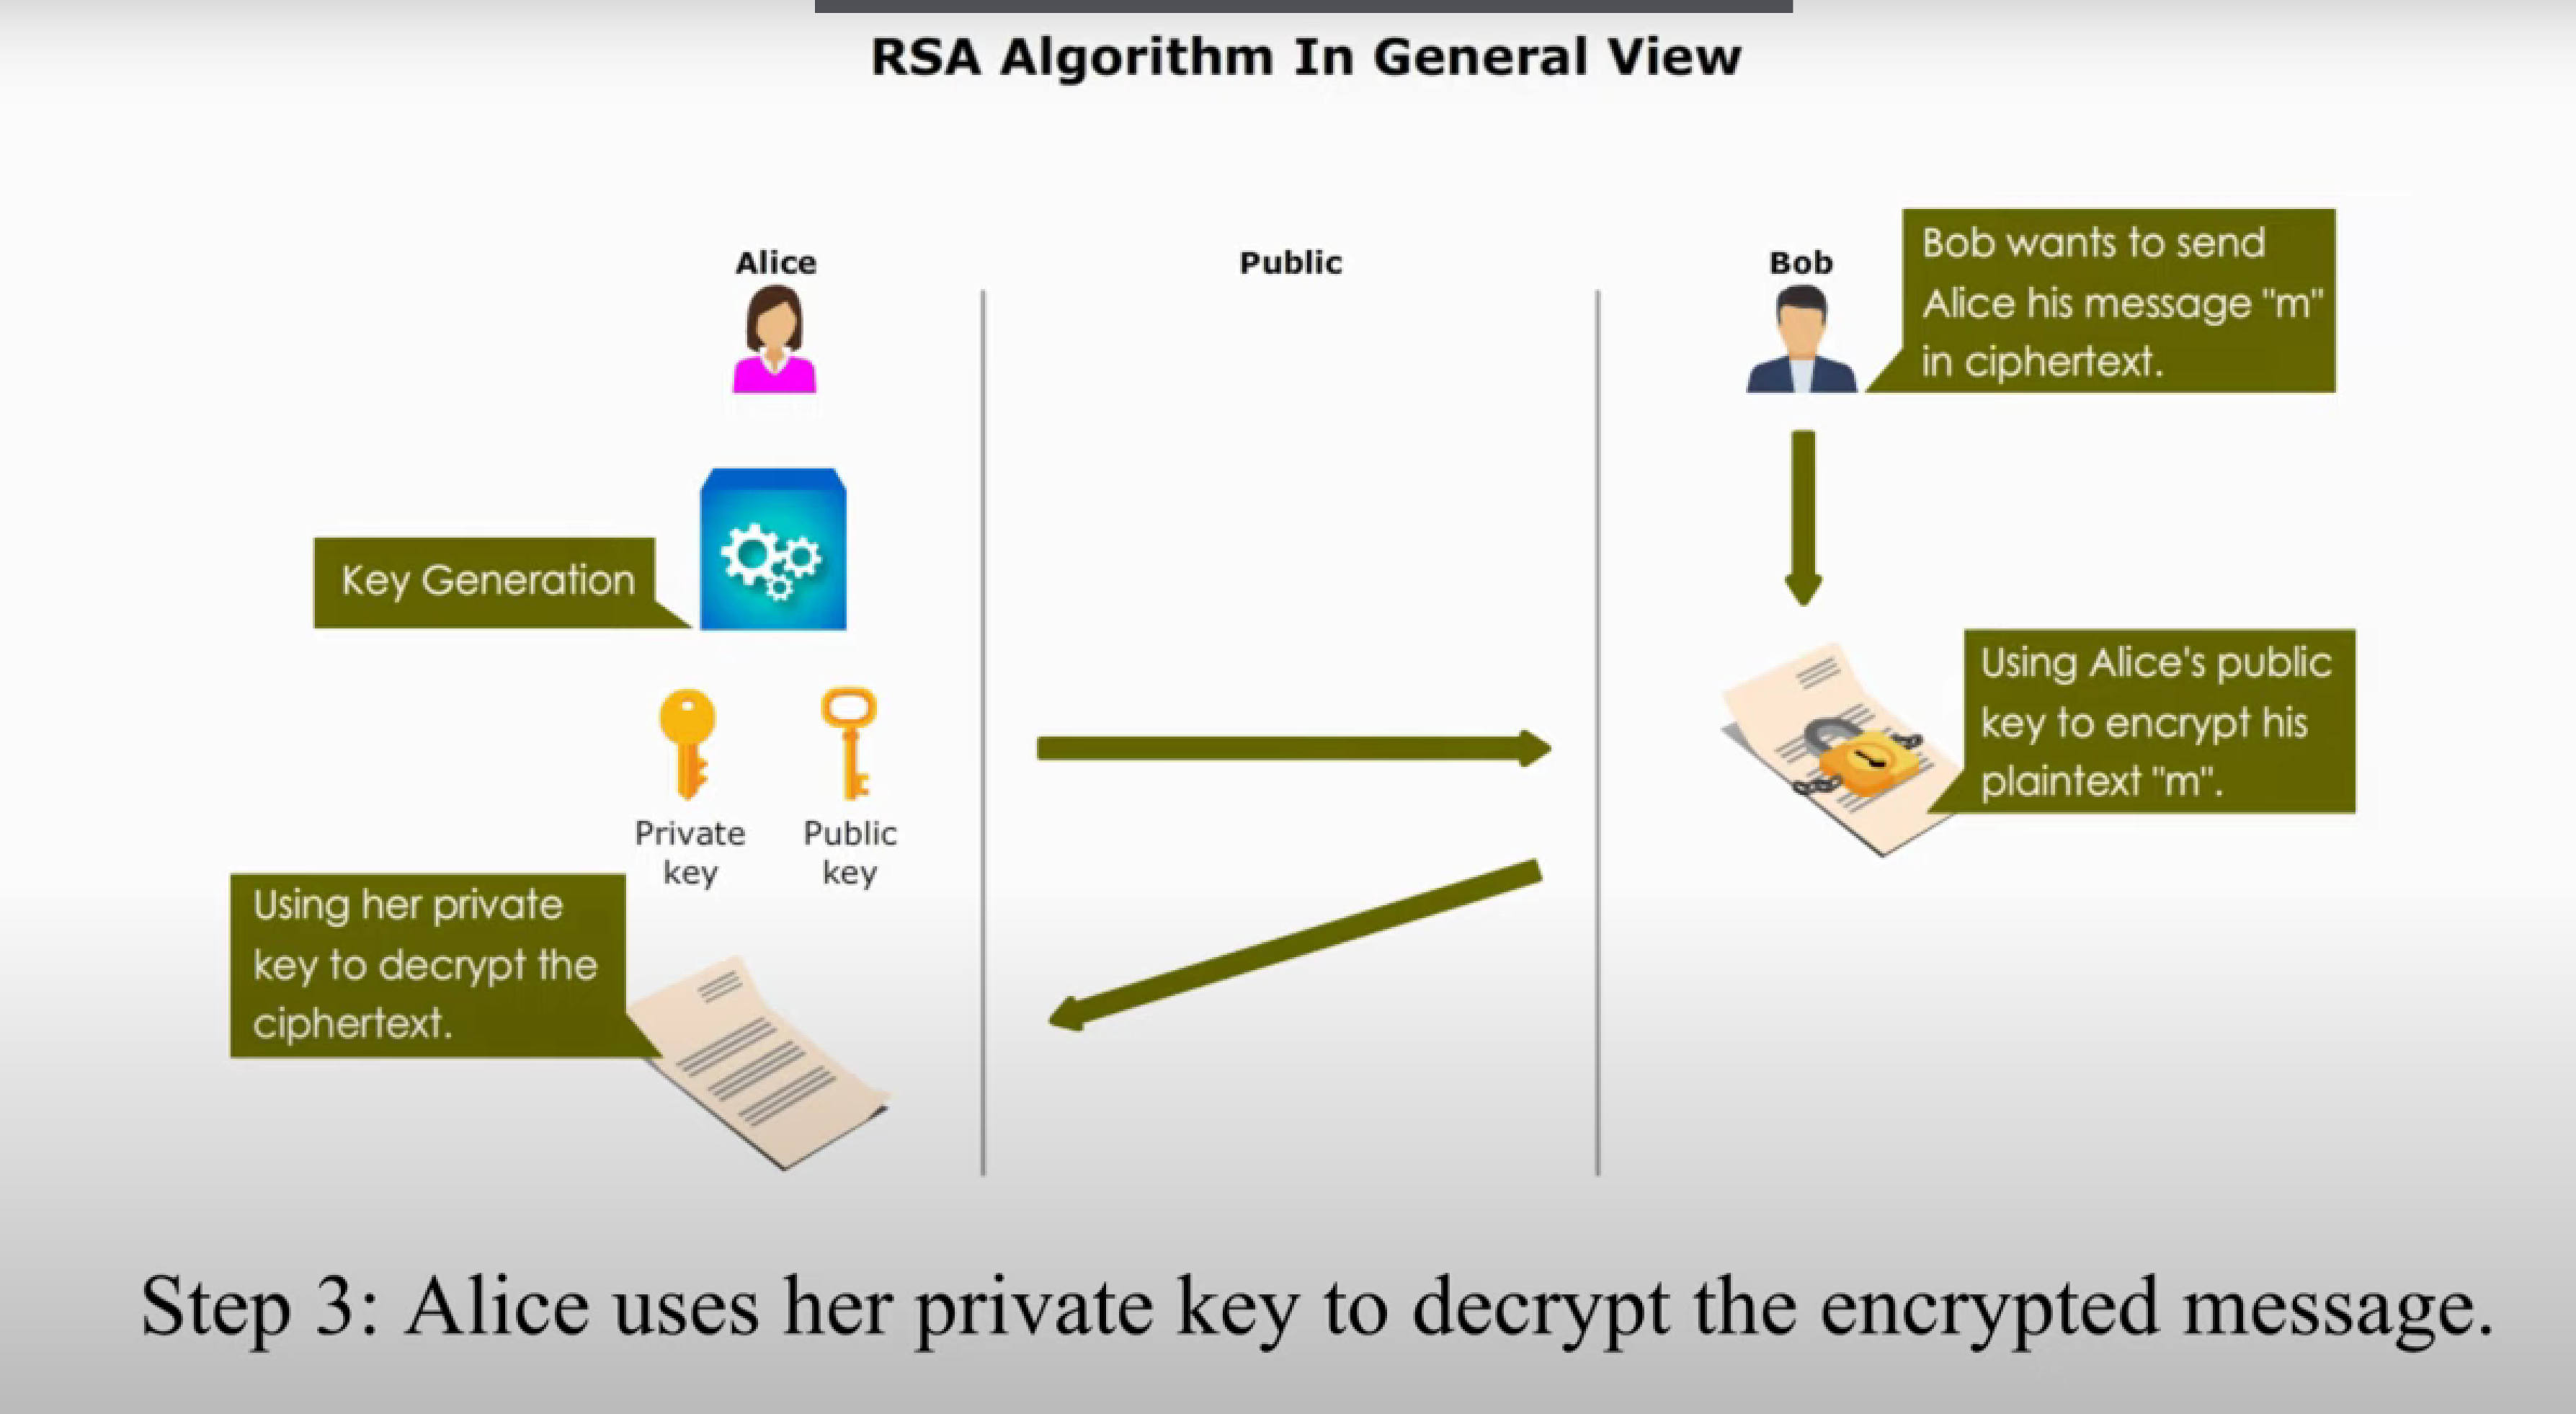 RSA Algorithm In General View
Alice
Public
Bob
Bob wants to send
Alice his message "m"
in ciphertext.
Key Generation
Private
key
Public
key
Using Alice's public
key to encrypt his
plaintext "m".
Using her private
key to decrypt the
ciphertext.
Step 3: Alice uses her private key to decrypt the encrypted message.